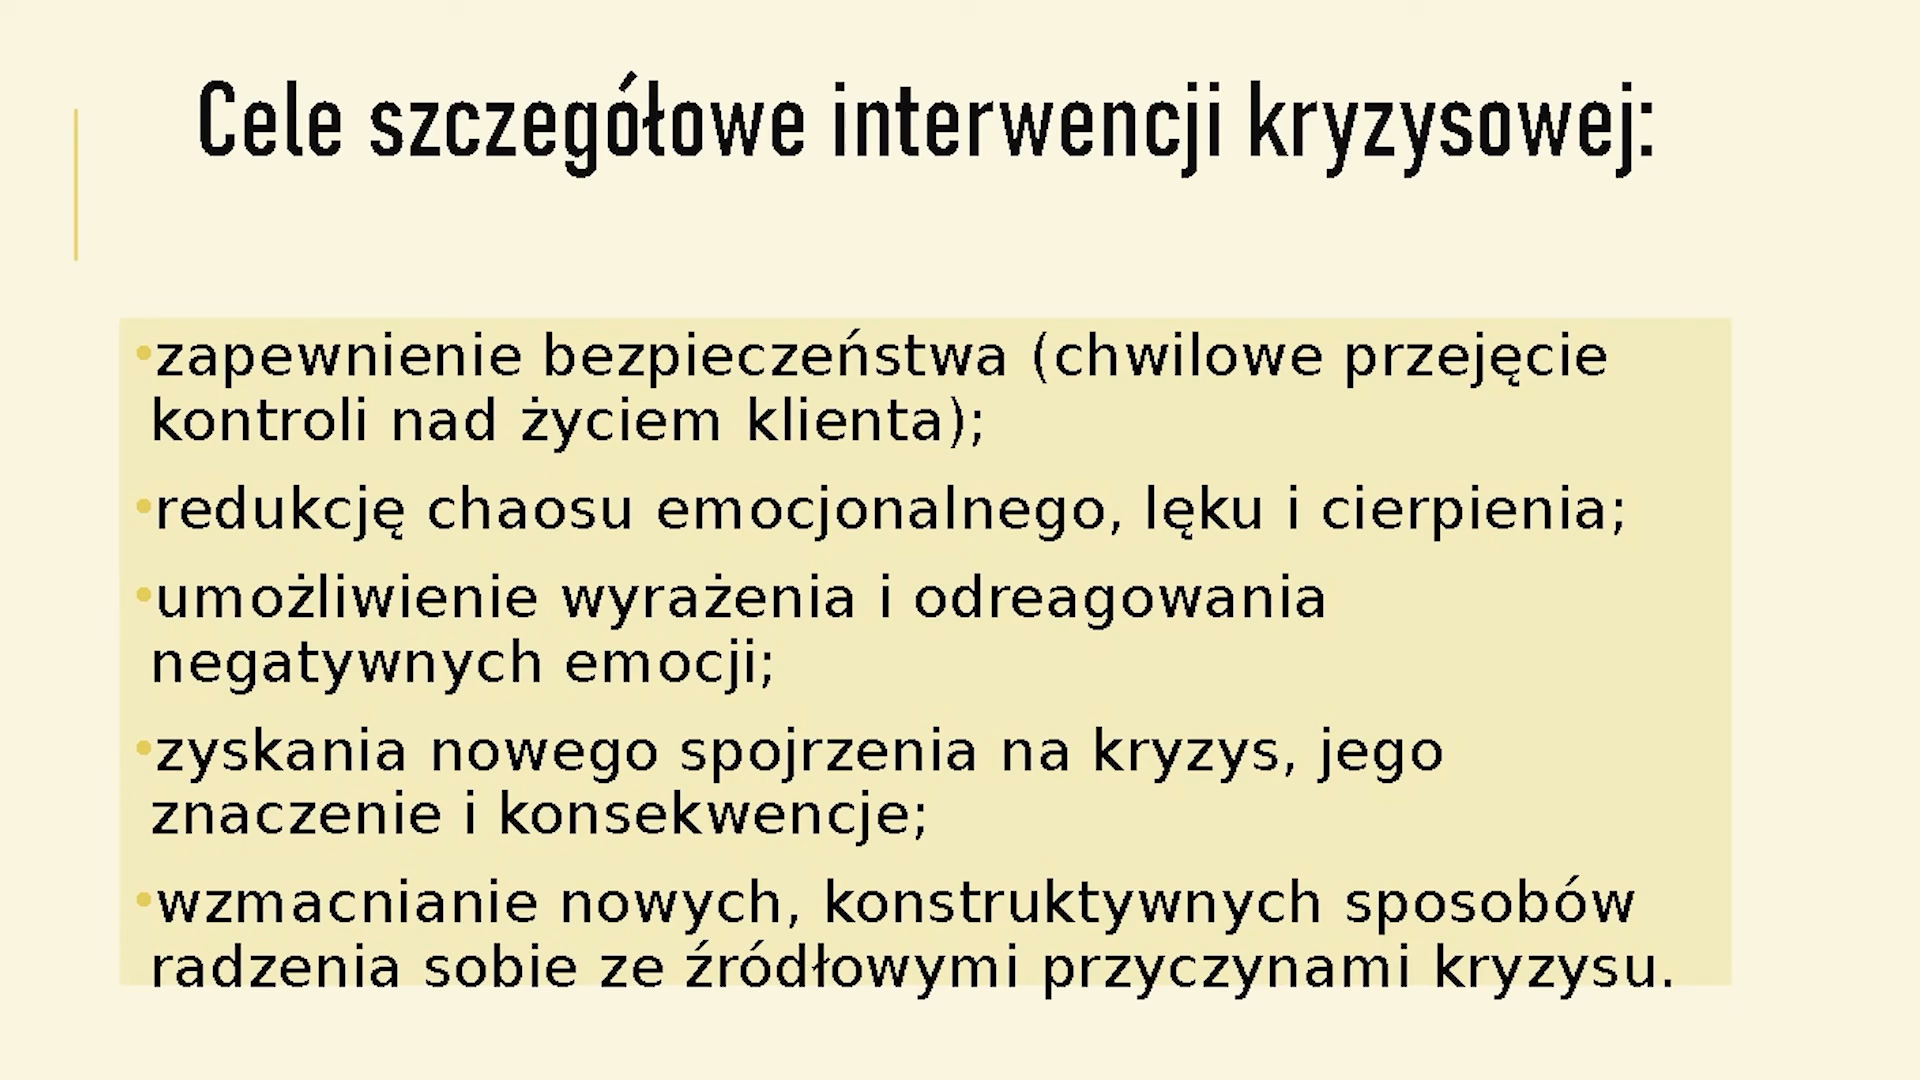 Cele szczegółowe interwencji kryzysowej:
•zapewnienie bezpieczeństwa (chwilowe przejęcie
kontroli nad życiem klienta);
•redukcję chaosu emocjonalnego, lęku i cierpienia;
•umożliwienie wyrażenia i odreagowania
negatywnych emocji;
•zyskania nowego spojrzenia na kryzys, jego
znaczenie i konsekwencje;
•wzmacnianie nowych, konstruktywnych sposobów
radzenia sobie ze źródłowymi przyczynami kryzysu.